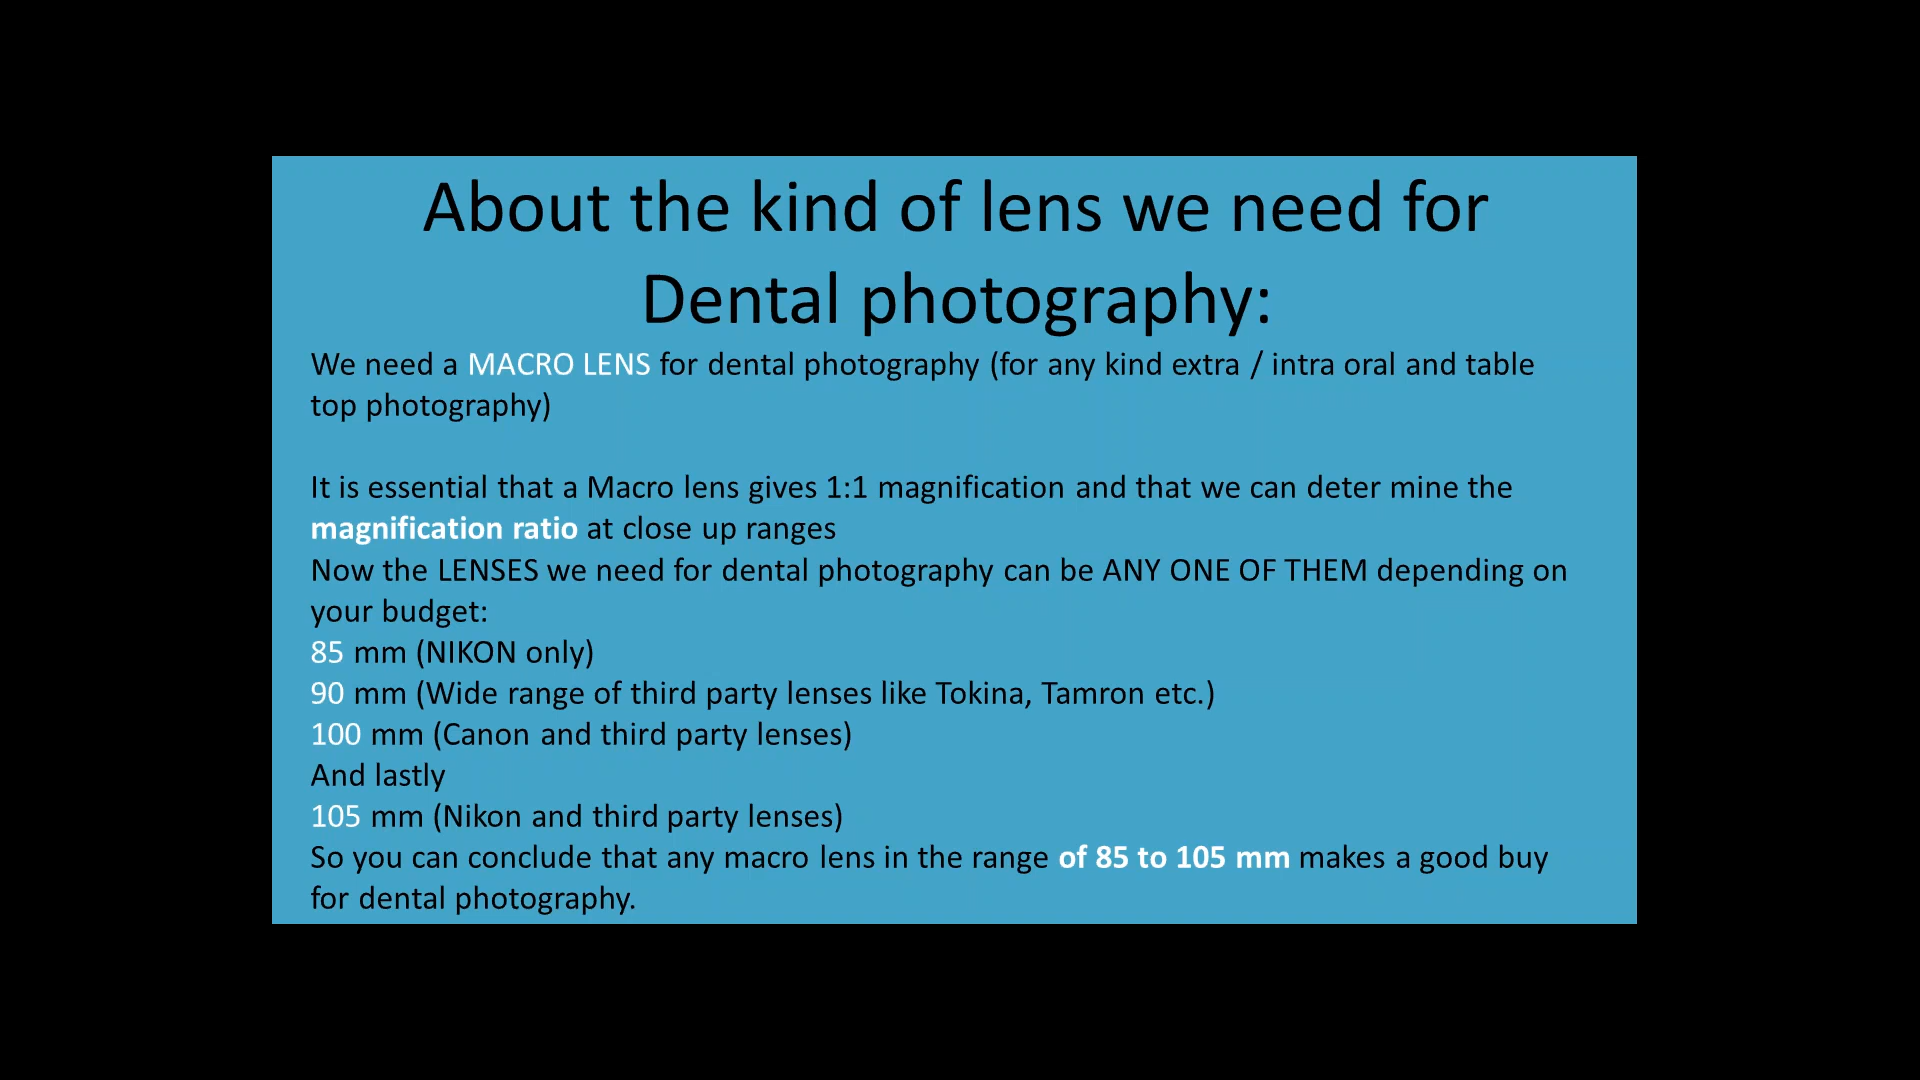 About the kind of lens we need for
Dental photography:
We need a MACRO LENS for dental photography (for any kind extra / intra oral and table
top photography)
It is essential that a Macro lens gives 1:1 magnification and that we can deter mine the
magnification ratio at close up ranges
Now the LENSES we need for dental photography can be ANY ONE OF THEM depending on
your budget:
85 mm (NIKON only)
90 mm (Wide range of third party lenses like Tokina, Tamron etc.)
100 mm (Canon and third party lenses)
And lastly
105 mm (Nikon and third party lenses)
So you can conclude that any macro lens in the range of 85 to 105 mm makes a good buy
for dental photography.